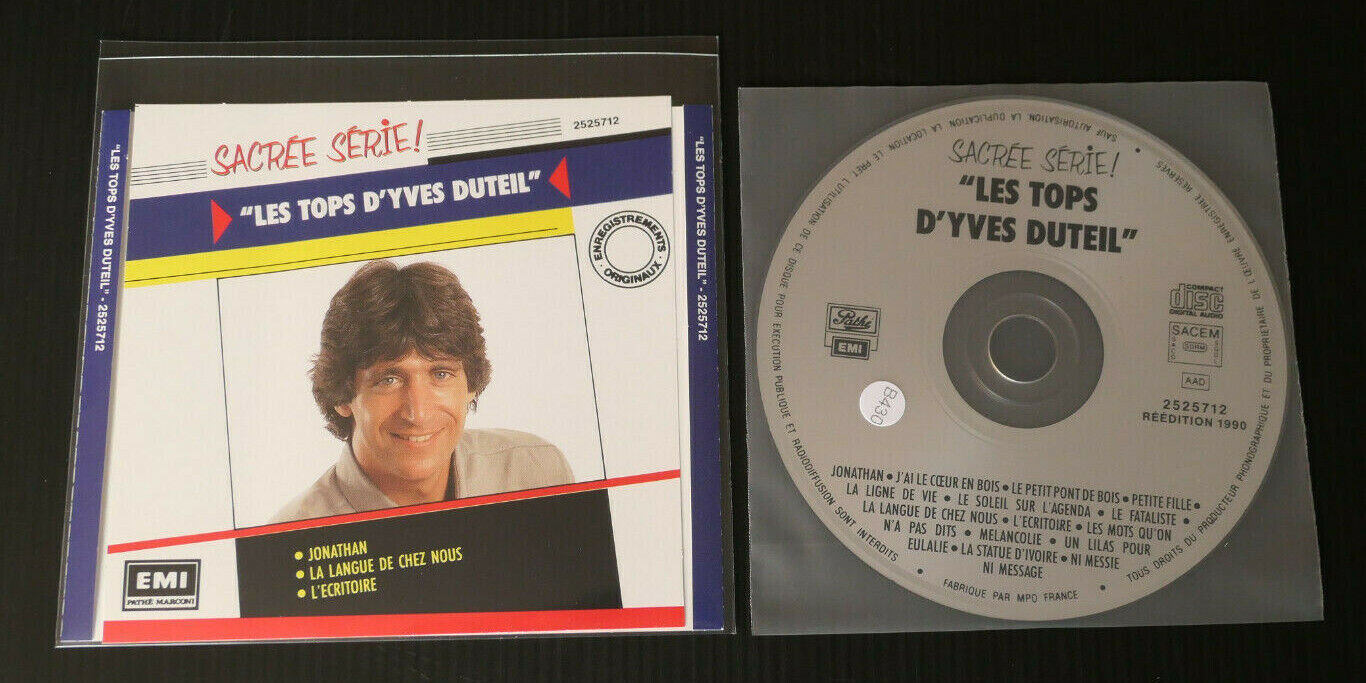 "LES TOPS D'YVES DUTEIL" - 2525712
SACRÉE SÉRIE!
2525712
"LES TOPS D'YVES DUTEIL"
ENREGISTREMENTS
ORIGINAUX
• JONATHAN
• LA LANGUE DE CHEZ NOUS
• L'ECRITOIRE
EMI
PATHÉ MARCONI
"LES TOPS D'YVES DUTEIL" - 2525712
SACRÉE SÉRIE!
"LES TOPS
D'YVES DUTEIL"
Pathé
EMI
COMPACT
disc
DIGITAL AUDIO
SACEM
SDRM
AAD
2525712
RÉÉDITION 1990
B430
JONATHAN • J'AI LE CŒUR EN BOIS • LE PETIT PONT DE BOIS • PETITE FILLE •
LA LIGNE DE VIE • LE SOLEIL SUR L'AGENDA • LE FATALISTE •
LA LANGUE DE CHEZ NOUS • L'ECRITOIRE • LES MOTS QU'ON
N'A PAS DITS • MELANCOLIE • UN LILAS POUR
EULALIE • LA STATUE D'IVOIRE • NI MESSIE
NI MESSAGE
TOUS DROITS DU PRODUCTEUR PHONOGRAPHIQUE ET DU PROPRIETAIRE DE L'ŒUVRE ENREGISTREE RESERVES • SAUF AUTORISATION LA DUPLICATION LA LOCATION LE PRET L'UTILISATION DE CE DISQUE POUR EXECUTION PUBLIQUE ET RADIODIFFUSION SONT INTERDITS •
FABRIQUE PAR MPO FRANCE •